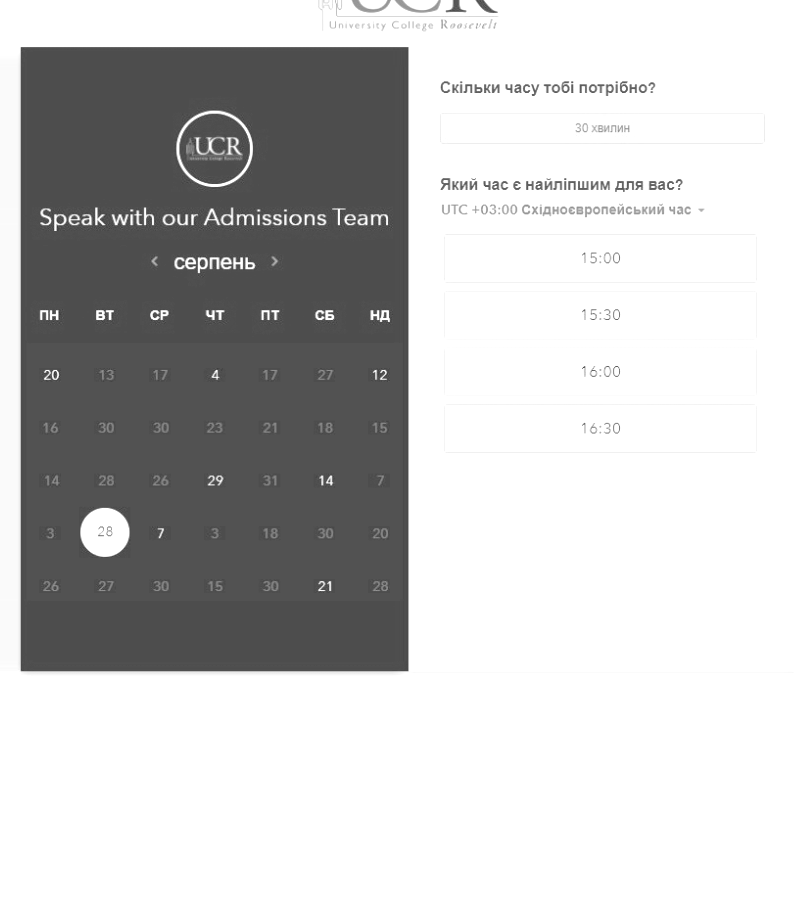 UCR
University College Roosevelt
UCR
Speak with our Admissions Team
серпень
ПН ВТ СР ЧТ ПТ СБ НД
20 13 17 4 17 27 12
16 30 30 23 21 18 15
14 28 26 29 31 14 7
3 28 7 3 18 30 20
26 27 30 15 30 21 28
Скільки часу тобі потрібно?
30 хвилин
Який час є найліпшим для вас?
UTC +03:00 Східноєвропейський час
15:00
15:30
16:00
16:30